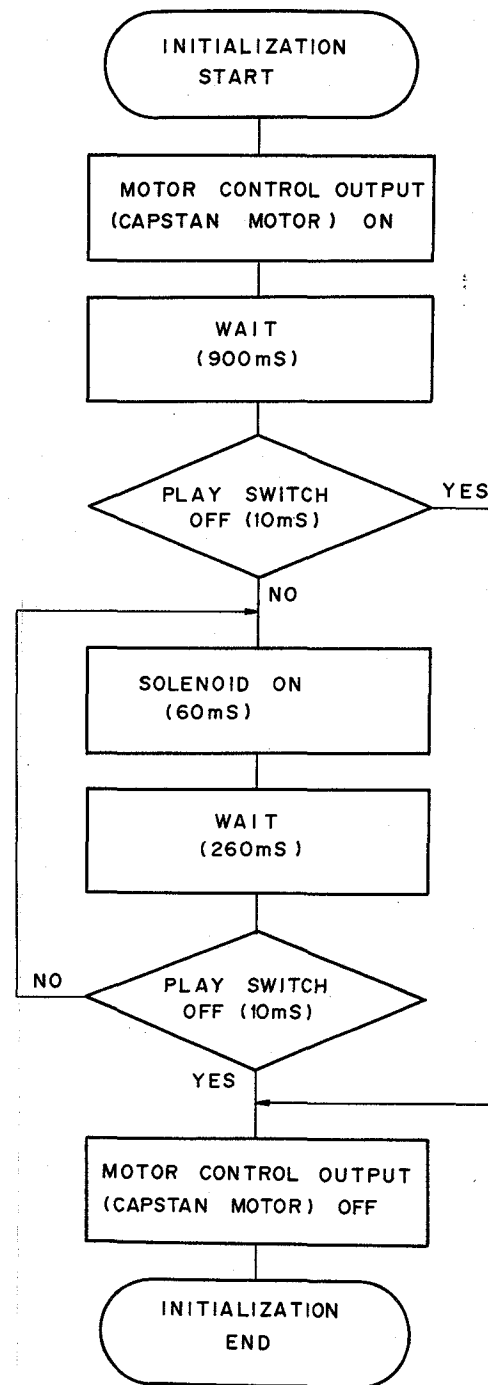 INITIALIZATION
START
MOTOR CONTROL OUTPUT
(CAPSTAN MOTOR) ON
WAIT
(900mS)
PLAY SWITCH
OFF (10mS)
YES
NO
SOLENOID ON
(60mS)
WAIT
(260mS)
PLAY SWITCH
OFF (10mS)
NO
YES
MOTOR CONTROL OUTPUT
(CAPSTAN MOTOR) OFF
INITIALIZATION
END